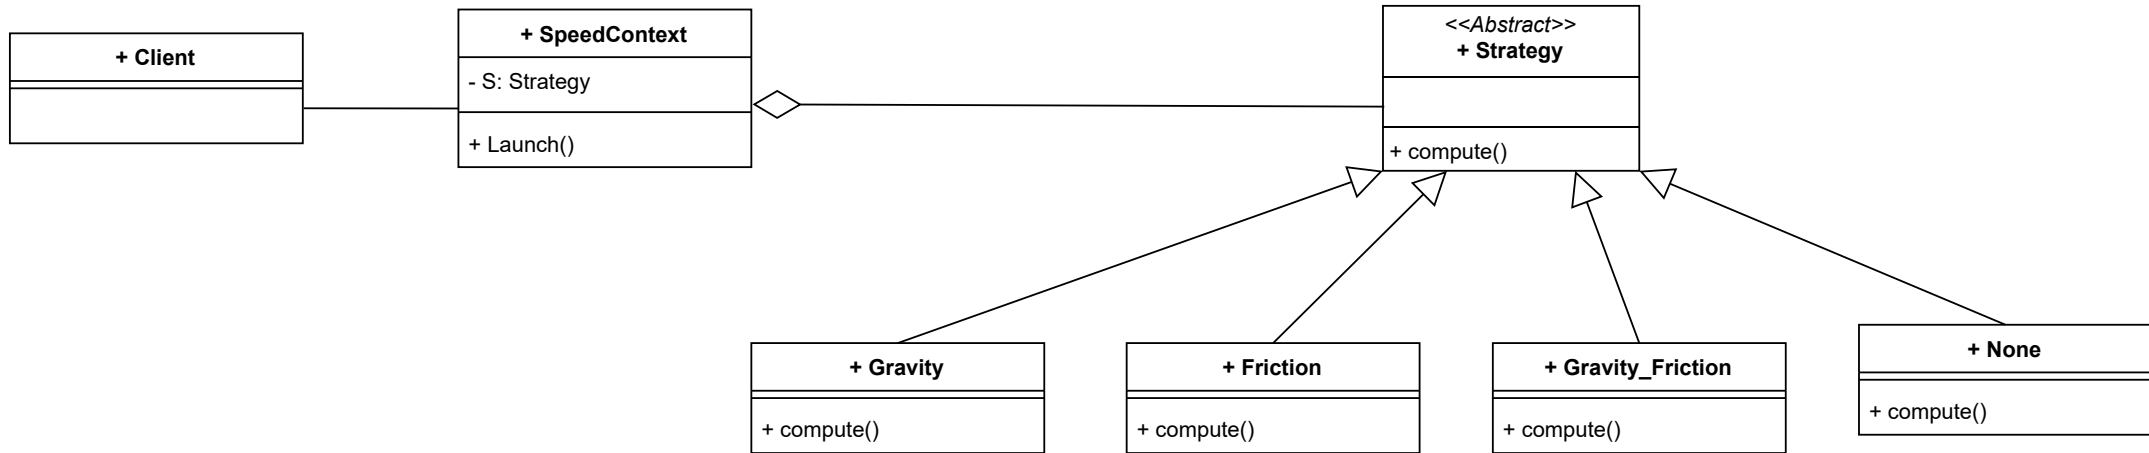 + Client
+ SpeedContext
- S: Strategy
+ Launch()
<<Abstract>>
+ Strategy
+ compute()
+ Gravity
+ compute()
+ Friction
+ compute()
+ Gravity_Friction
+ compute()
+ None
+ compute()